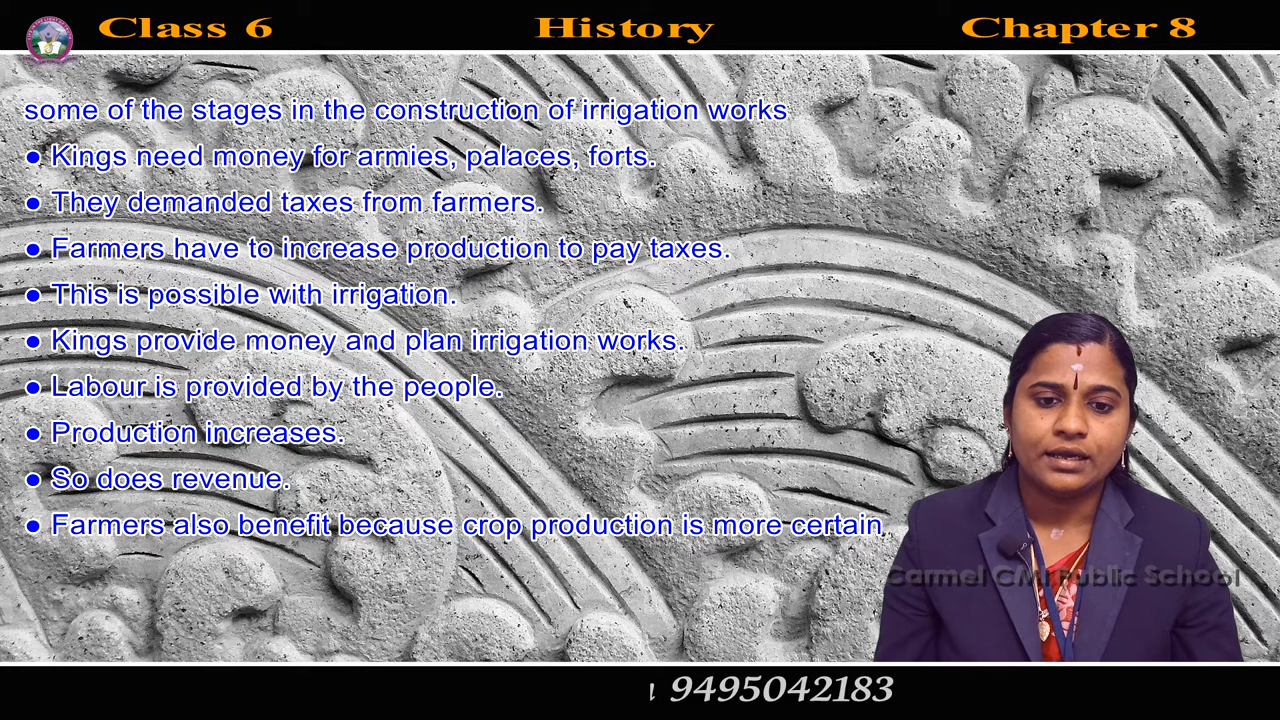 Class 6 History Chapter 8
some of the stages in the construction of irrigation works
● Kings need money for armies, palaces, forts.
● They demanded taxes from farmers.
● Farmers have to increase production to pay taxes.
● This is possible with irrigation.
● Kings provide money and plan irrigation works.
● Labour is provided by the people.
● Production increases.
● So does revenue.
● Farmers also benefit because crop production is more certain
Carmel CMI Public School
9495042183